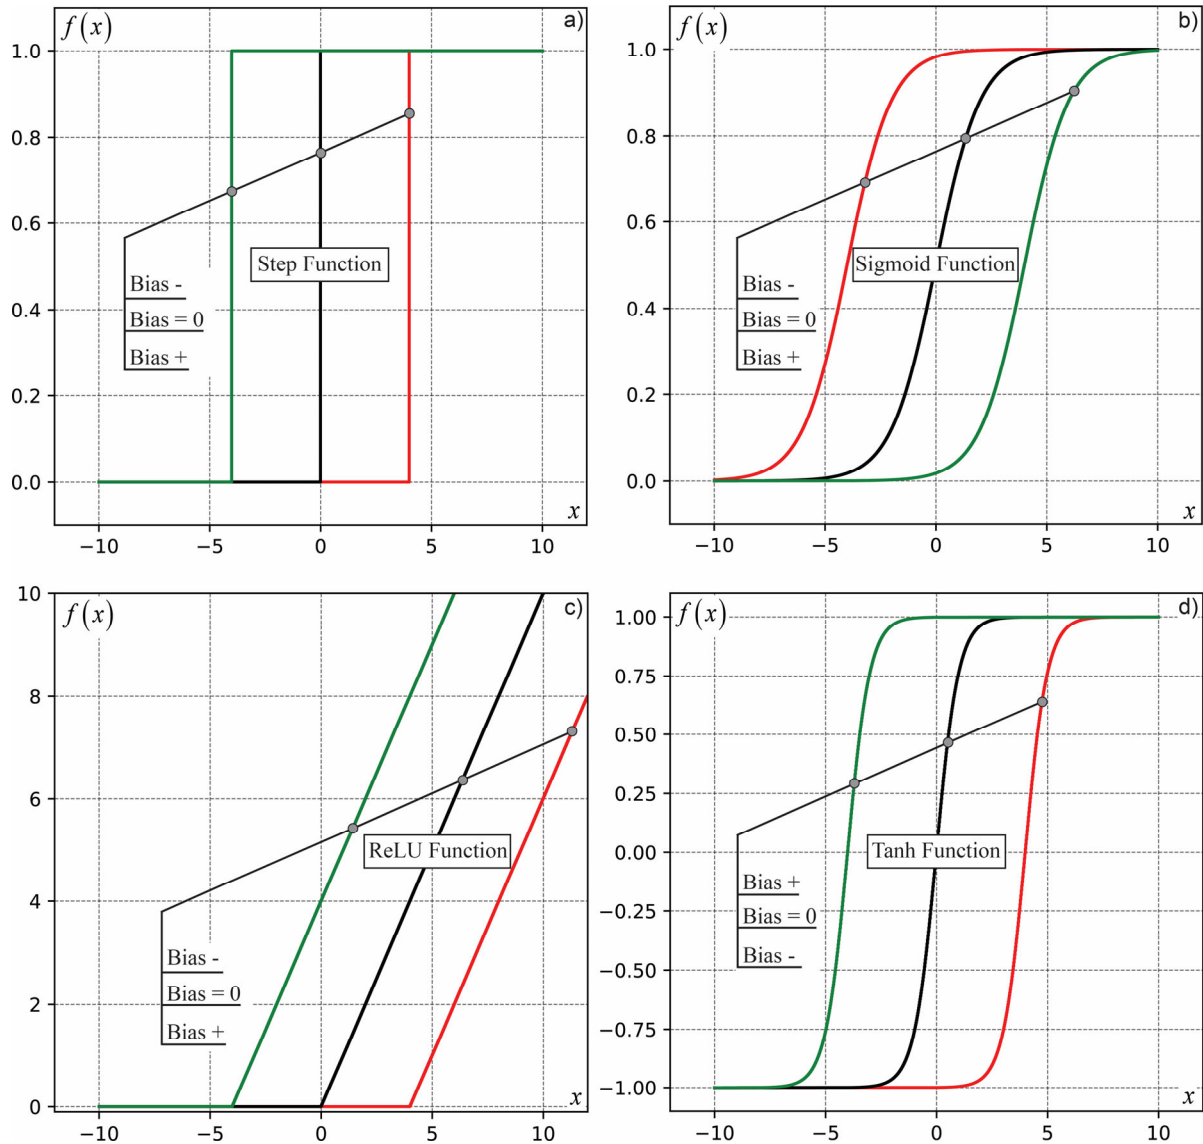 f(x)
a)
1.0
0.8
0.6
0.4
0.2
0.0
Step Function
Bias -
Bias = 0
Bias +
x
−10
−5
0
5
10
f(x)
b)
1.0
0.8
0.6
0.4
0.2
0.0
Sigmoid Function
Bias -
Bias = 0
Bias +
x
−10
−5
0
5
10
f(x)
c)
10
8
6
4
2
0
ReLU Function
Bias -
Bias = 0
Bias +
x
−10
−5
0
5
10
f(x)
d)
1.00
0.75
0.50
0.25
0.00
−0.25
−0.50
−0.75
−1.00
Tanh Function
Bias +
Bias = 0
Bias -
x
−10
−5
0
5
10